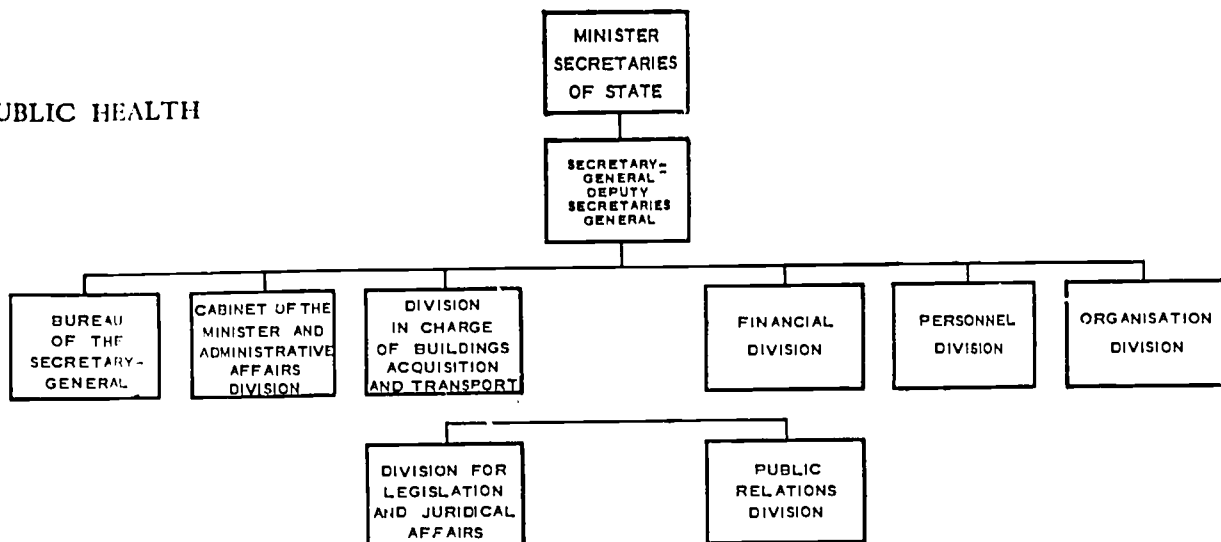 MINISTER
SECRETARIES
OF STATE
UBLIC HEALTH
SECRETARY-
GENERAL-
DEPUTY
SECRETARIES
GENERAL
BUREAU
OF THE
SECRETARY-
GENERAL
CABINET OF THE
MINISTER AND
ADMINISTRATIVE
AFFAIRS
DIVISION
DIVISION
IN CHARGE
OF BUILDINGS
ACQUISITION
AND TRANSPORT
FINANCIAL
DIVISION
PERSONNEL
DIVISION
ORGANISATION
DIVISION
DIVISION FOR
LEGISLATION
AND JURIDICAL
AFFAIRS
PUBLIC
RELATIONS
DIVISION